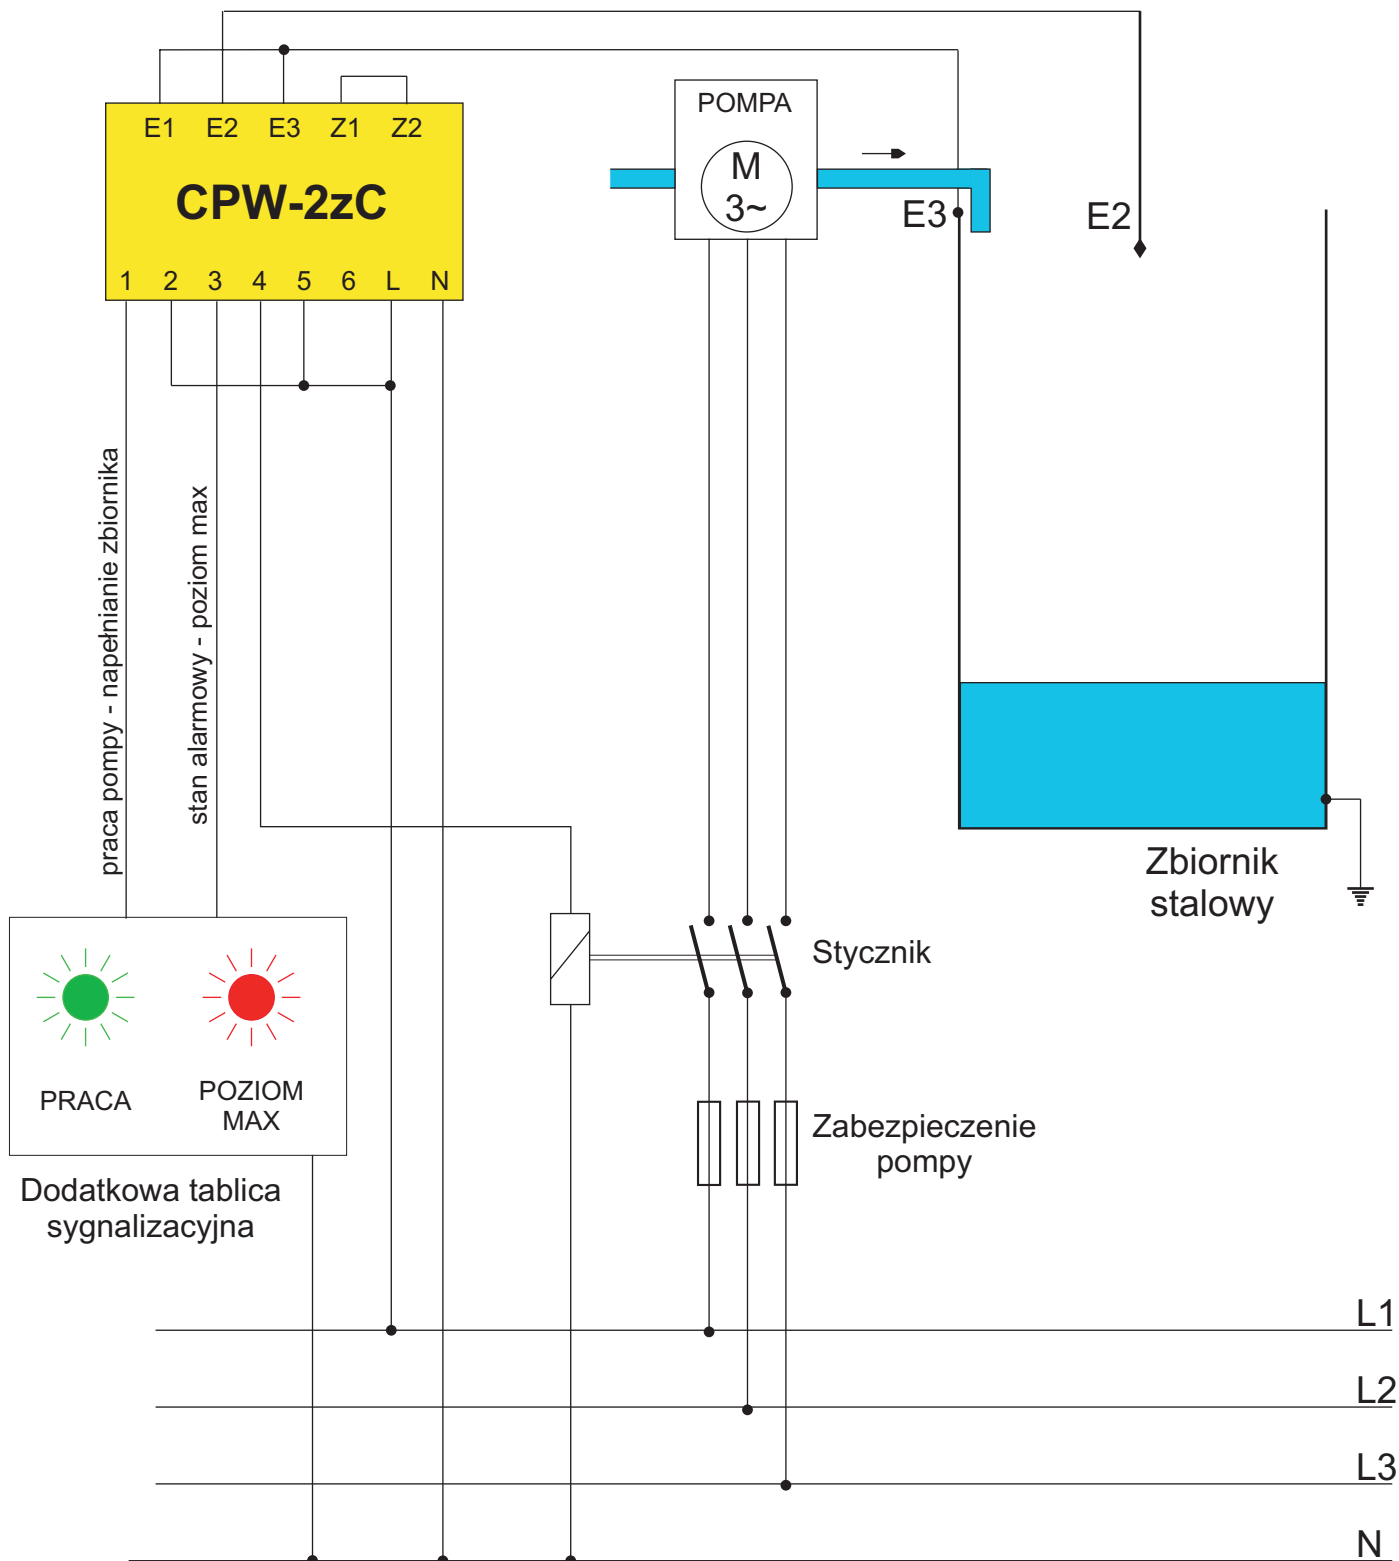 E1 E2 E3 Z1 Z2
CPW-2zC
1 2 3 4 5 6 L N
POMPA
M
3~
E3
E2
praca pompy - napełnianie zbiornika
stan alarmowy - poziom max
Zbiornik
stalowy
Stycznik
PRACA
POZIOM
MAX
Zabezpieczenie
pompy
Dodatkowa tablica
sygnalizacyjna
L1
L2
L3
N